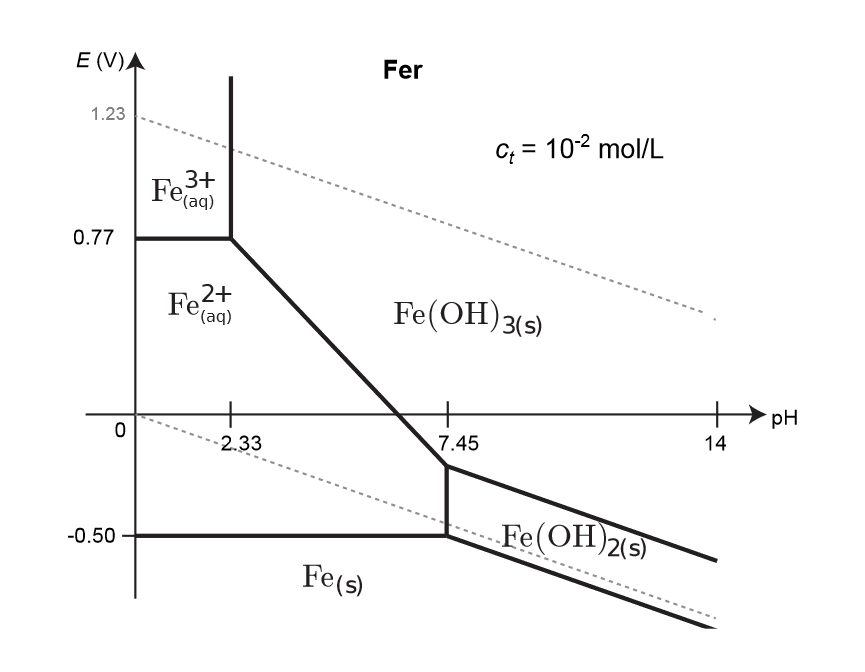 E (V)
Fer
1.23
cₜ = 10⁻² mol/L
Fe³⁺(aq)
0.77
Fe²⁺(aq)
Fe(OH)₃(s)
pH
0
2.33
7.45
14
-0.50
Fe(OH)₂(s)
Fe(s)